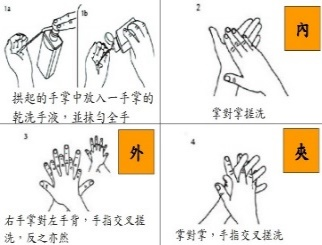 1a
1b
拱起的手掌中放入一手掌的
乾洗手液，並抹勻全手
2
內
掌對掌搓洗
3
外
右手掌對左手背，手指交叉搓
洗，反之亦然
4
夾
掌對掌，手指交叉搓洗